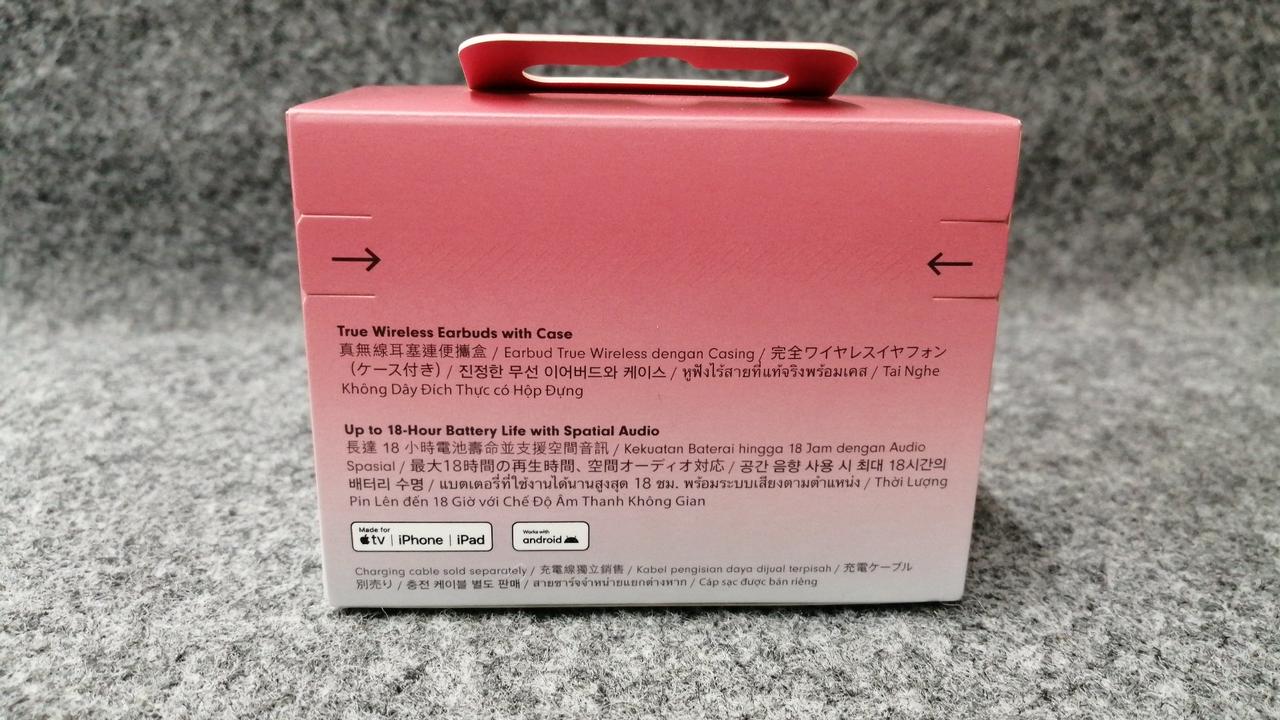 True Wireless Earbuds with Case
真無線耳塞連便攜盒 / Earbud True Wireless dengan Casing / 完全ワイヤレスイヤフォン
(ケース付き) / 진정한 무선 이어버드와 케이스 / หูฟังไร้สายที่แท้จริงพร้อมเคส / Tai Nghe
Không Dây Đích Thực có Hộp Đựng
Up to 18-Hour Battery Life with Spatial Audio
長達 18 小時電池壽命並支援空間音訊 / Kekuatan Baterai hingga 18 Jam dengan Audio
Spasial / 最大18時間の再生時間、空間オーディオ対応 / 공간 음향 사용 시 최대 18시간의
배터리 수명 / แบตเตอรี่ที่ใช้งานได้นานสูงสุด 18 ชม. พร้อมระบบเสียงตามตำแหน่ง / Thời Lượng
Pin Lên đến 18 Giờ với Chế Độ Âm Thanh Không Gian
Made for
tv | iPhone | iPad
Works with
android
Charging cable sold separately / 充電線獨立銷售 / Kabel pengisian daya dijual terpisah / 充電ケーブル
別売り / 충전 케이블 별도 판매 / สายชาร์จจำหน่ายแยกต่างหาก / Cáp sạc được bán riêng